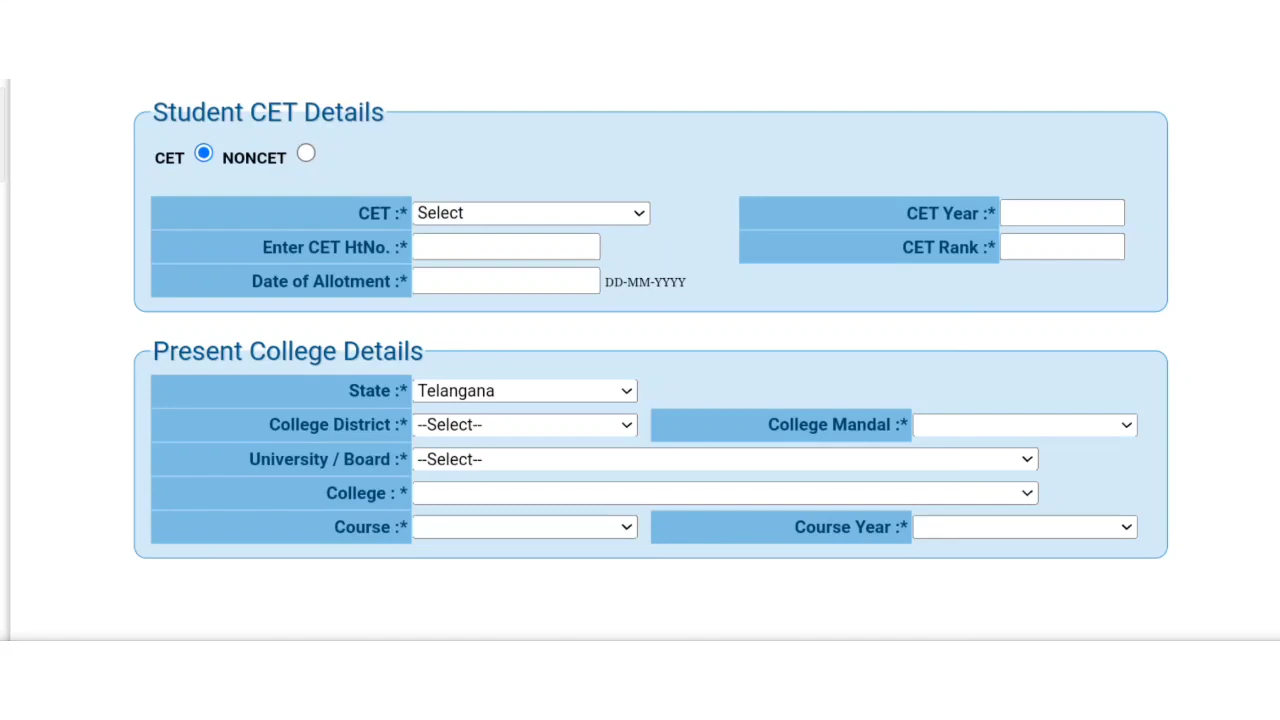 Student CET Details
CET NONCET
CET :* Select CET Year :*
Enter CET HtNo. :* CET Rank :*
Date of Allotment :* DD-MM-YYYY
Present College Details
State :* Telangana
College District :* --Select-- College Mandal :*
University / Board :* --Select--
College : *
Course :* Course Year :*